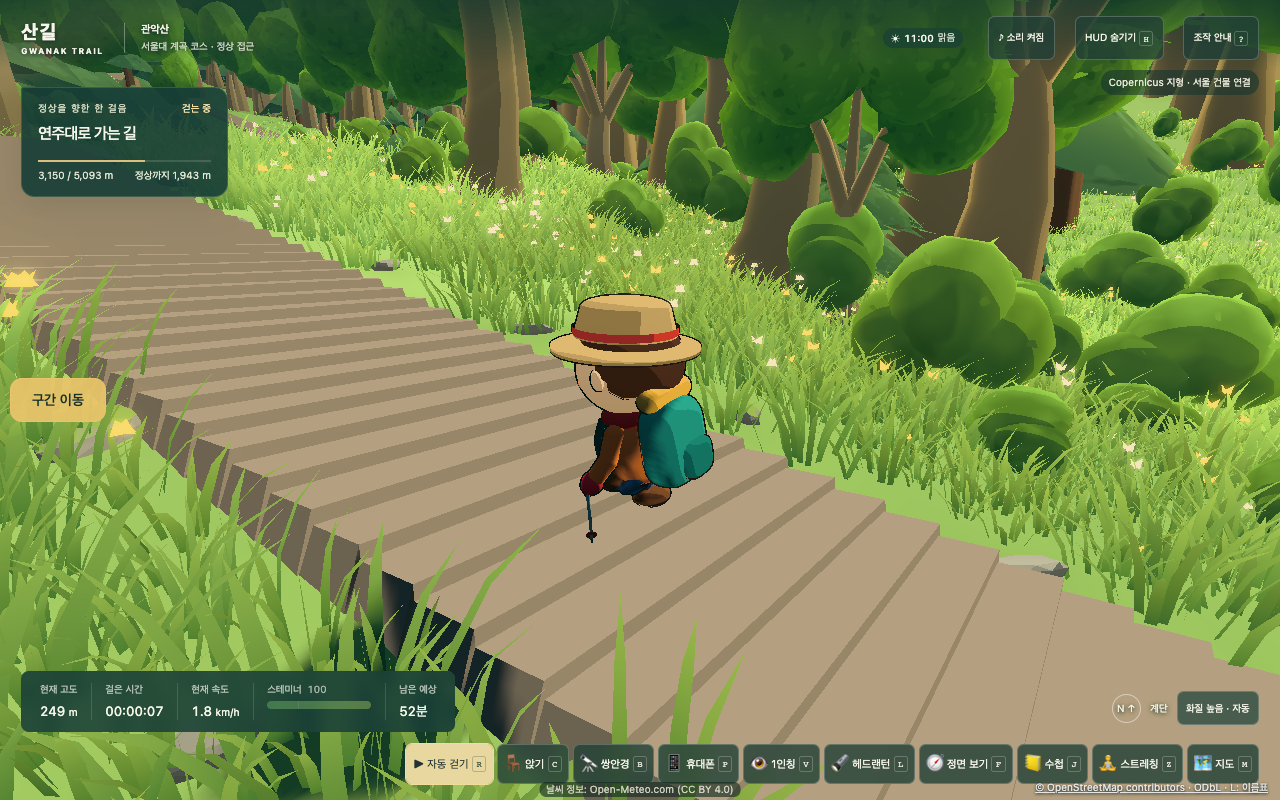 산길
GWANAK TRAIL
관악산
서울대 계곡 코스 · 정상 접근
☀ 11:00 맑음
♪ 소리 켜짐
HUD 숨기기 H
조작 안내 ?
Copernicus 지형 · 서울 건물 연결
정상을 향한 한 걸음 걷는 중
연주대로 가는 길
3,150 / 5,093 m 정상까지 1,943 m
구간 이동
현재 고도 걸은 시간 현재 속도 스테미너 100 남은 예상
249 m 00:00:07 1.8 km/h 52분
N ↑ 계단 화질 높음 · 자동
▶ 자동 걷기 R
앉기 C
쌍안경 B
휴대폰 P
1인칭 V
헤드랜턴 L
정면 보기 F
수첩 J
스트레칭 Z
지도 M
날씨 정보: Open-Meteo.com (CC BY 4.0)
© OpenStreetMap contributors · ODbL · L: 이름표